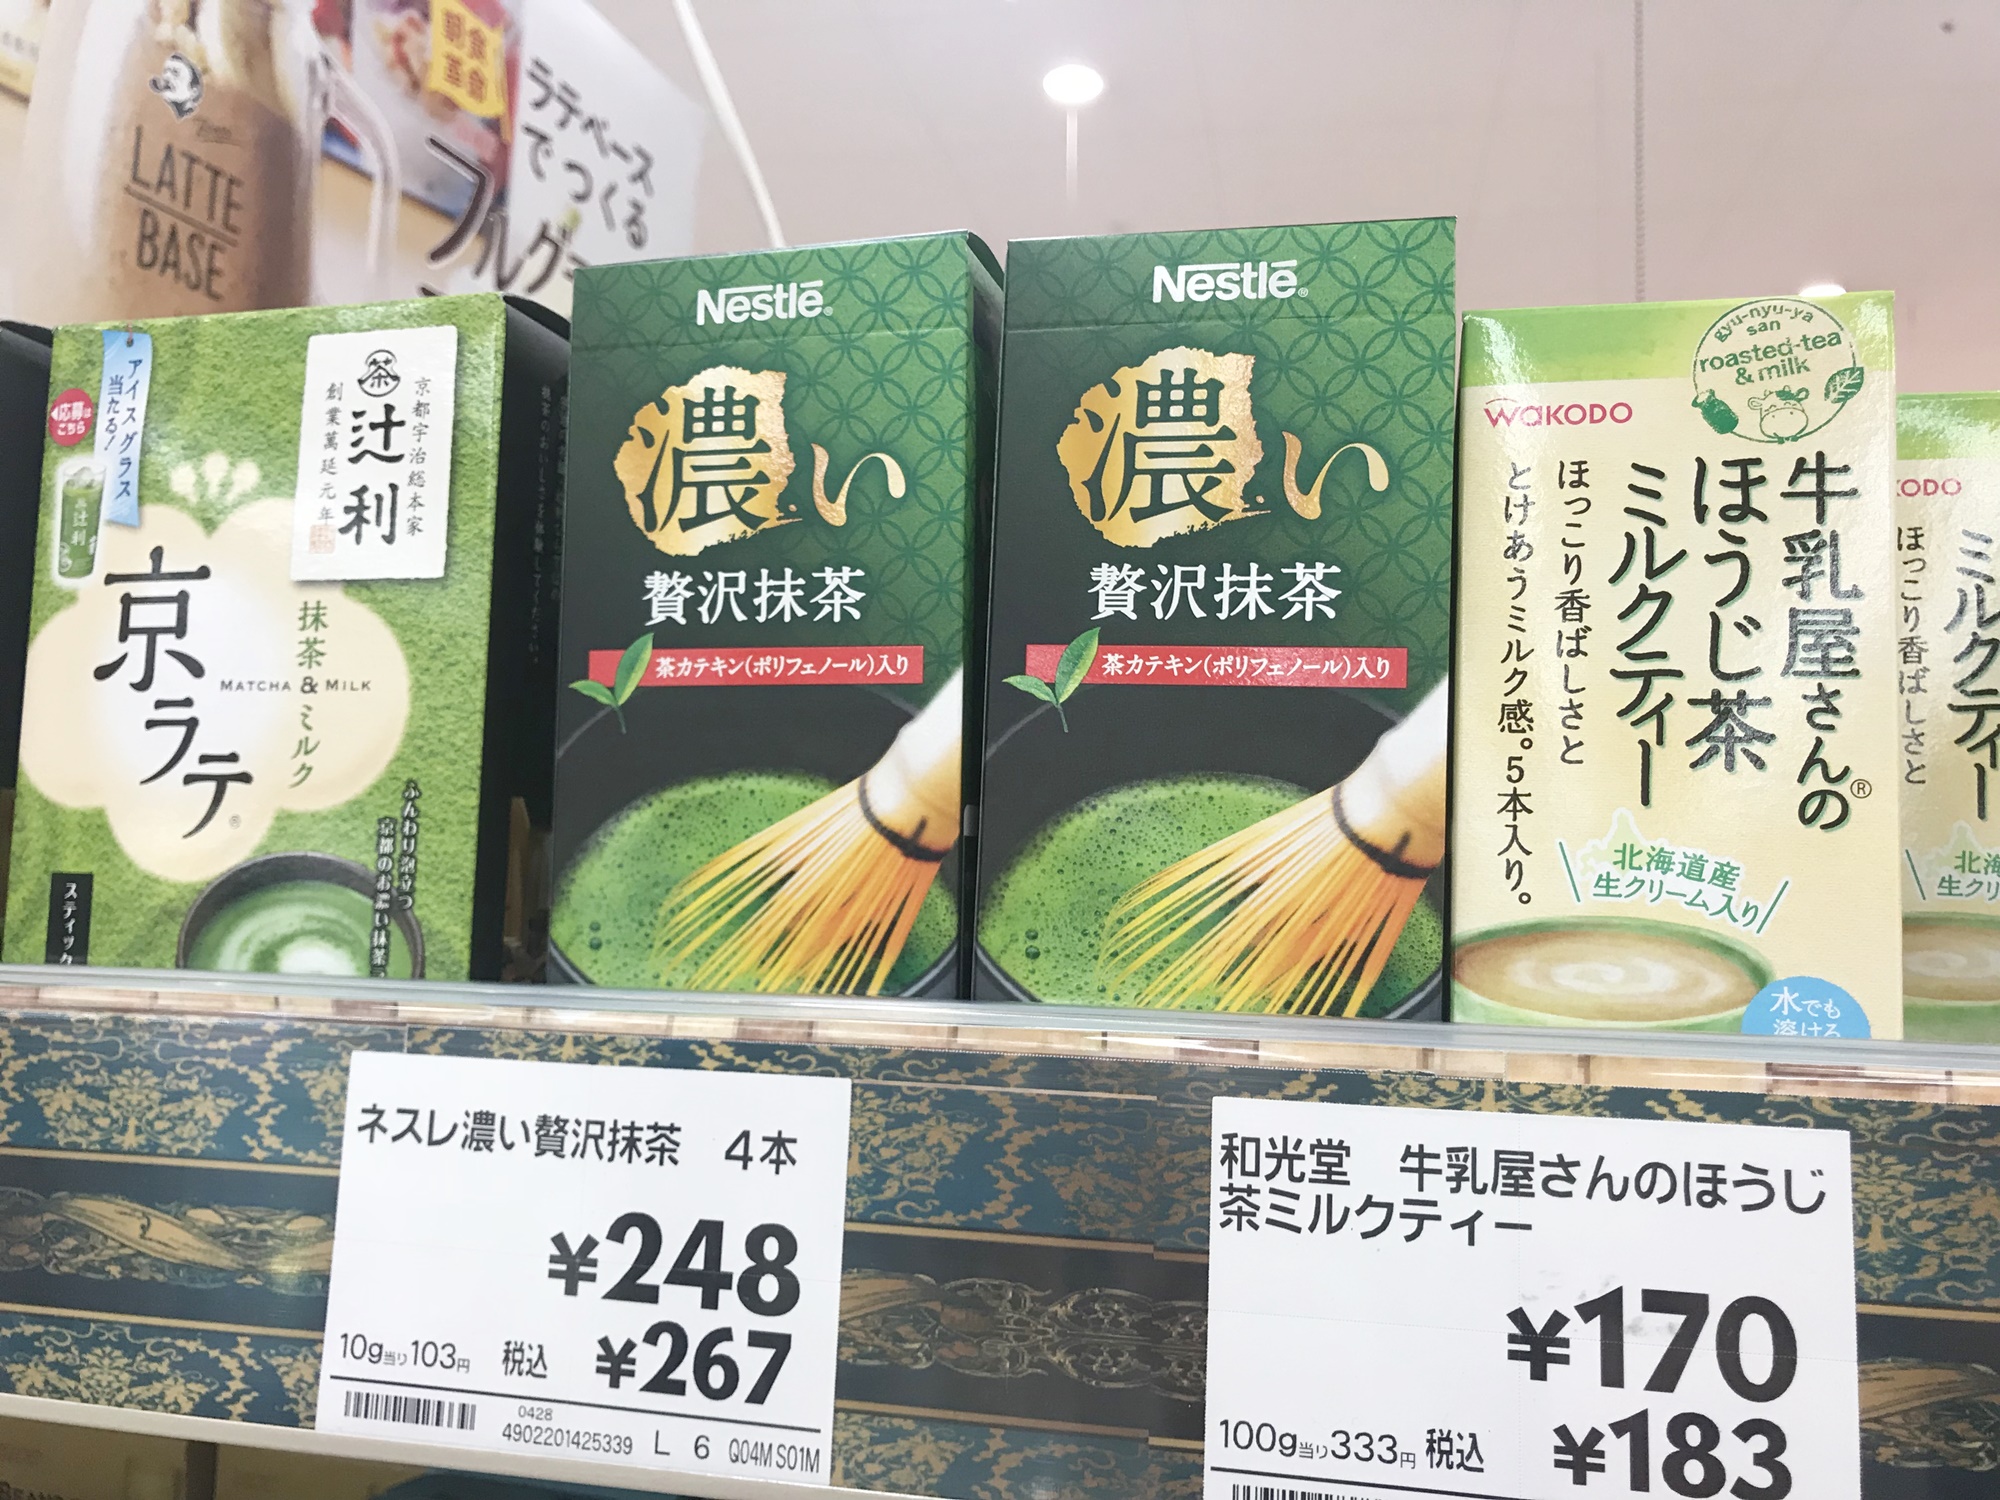 LATTE
BASE
朝食
革命
ラテベース
でつくる
フルグ
アイスグラス
当たる!
応募は
こちら
京都宇治総本家
茶
辻利
創業萬延元年
京ラテ®
抹茶&ミルク
MATCHA & MILK
ふんわり泡立つ
京都のお濃い抹茶
スティック
Nestlé®
濃い
贅沢抹茶
茶カテキン(ポリフェノール)入り
Nestlé®
濃い
贅沢抹茶
茶カテキン(ポリフェノール)入り
gyu-nyu-ya
san
roasted-tea
& milk
WAKODO
牛乳屋さんの®
ほうじ茶
ミルクティー
ほっこり香ばしさと
とけあうミルク感。5本入り。
北海道産
生クリーム入り
水でも
溶ける
KODO
ミルクティー
ほっこり香ばしさと
北海
生クリ
ネスレ濃い贅沢抹茶 4本
¥248
10g当り103円 税込 ¥267
0428
4902201425339 L 6 Q04M S01M
和光堂 牛乳屋さんのほうじ
茶ミルクティー
¥170
100g当り333円 税込 ¥183